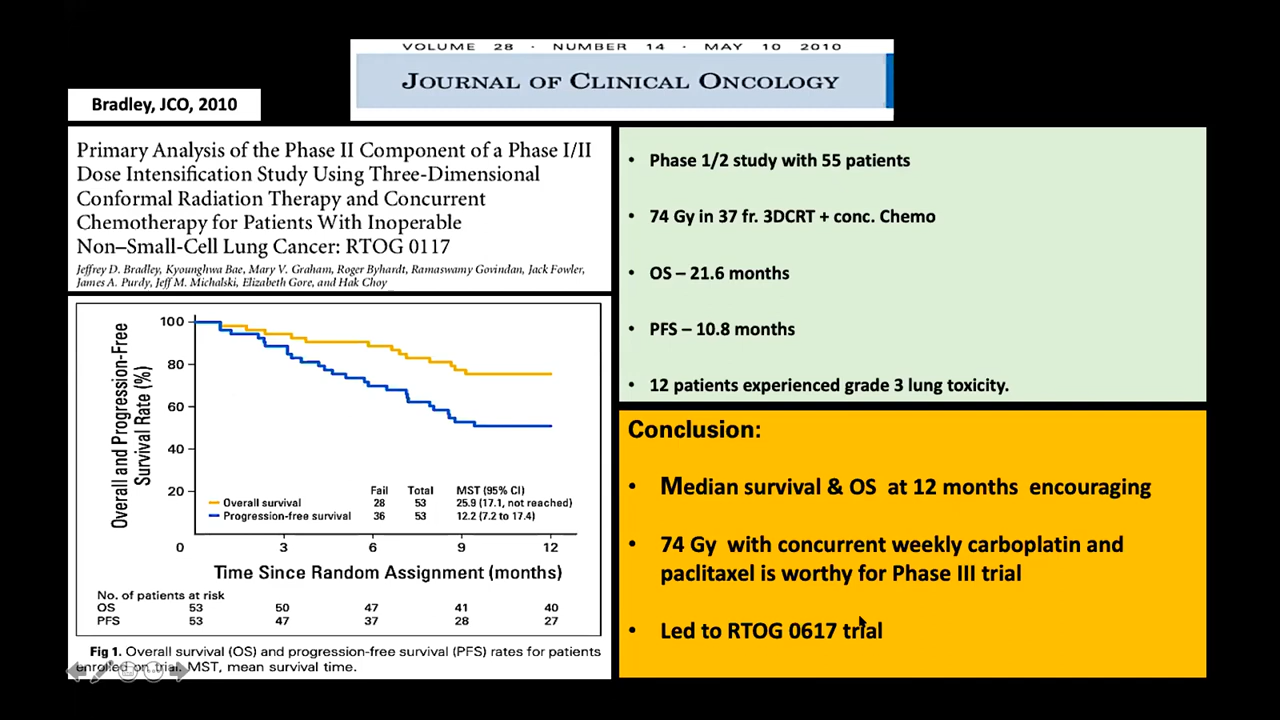 VOLUME 28 · NUMBER 14 · MAY 10 2010
JOURNAL OF CLINICAL ONCOLOGY
Bradley, JCO, 2010
Primary Analysis of the Phase II Component of a Phase I/II
Dose Intensification Study Using Three-Dimensional
Conformal Radiation Therapy and Concurrent
Chemotherapy for Patients With Inoperable
Non–Small-Cell Lung Cancer: RTOG 0117
Jeffrey D. Bradley, Kyounghwa Bae, Mary V. Graham, Roger Byhardt, Ramaswamy Govindan, Jack Fowler,
James A. Purdy, Jeff M. Michalski, Elizabeth Gore, and Hak Choy
Overall and Progression-Free
Survival Rate (%)
100
80
60
40
20
Fail Total MST (95% CI)
Overall survival 28 53 25.9 (17.1, not reached)
Progression-free survival 36 53 12.2 (7.2 to 17.4)
0 3 6 9 12
Time Since Random Assignment (months)
No. of patients at risk
OS 53 50 47 41 40
PFS 53 47 37 28 27
Fig 1. Overall survival (OS) and progression-free survival (PFS) rates for patients
enrolled on trial. MST, mean survival time.
• Phase 1/2 study with 55 patients
• 74 Gy in 37 fr. 3DCRT + conc. Chemo
• OS – 21.6 months
• PFS – 10.8 months
• 12 patients experienced grade 3 lung toxicity.
Conclusion:
• Median survival & OS at 12 months encouraging
• 74 Gy with concurrent weekly carboplatin and
paclitaxel is worthy for Phase III trial
• Led to RTOG 0617 trial